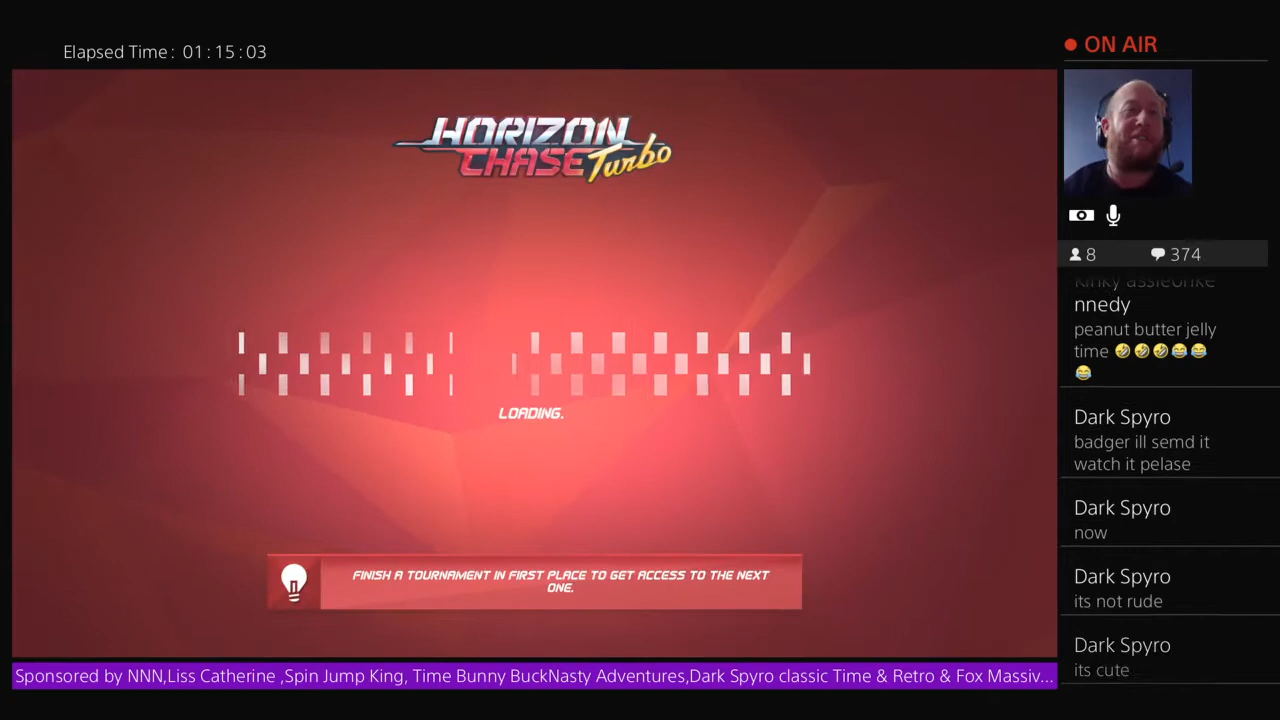 Elapsed Time: 01:15:03
ON AIR
HORIZON
CHASE Turbo
8
374
nnedy
peanut butter jelly
time 🤣🤣🤣😂😂
😂
LOADING.
Dark Spyro
badger ill semd it
watch it pelase
Dark Spyro
now
Dark Spyro
its not rude
Dark Spyro
its cute
FINISH A TOURNAMENT IN FIRST PLACE TO GET ACCESS TO THE NEXT
ONE.
Sponsored by NNN,Liss Catherine ,Spin Jump King, Time Bunny BuckNasty Adventures,Dark Spyro classic Time & Retro & Fox Massiv...